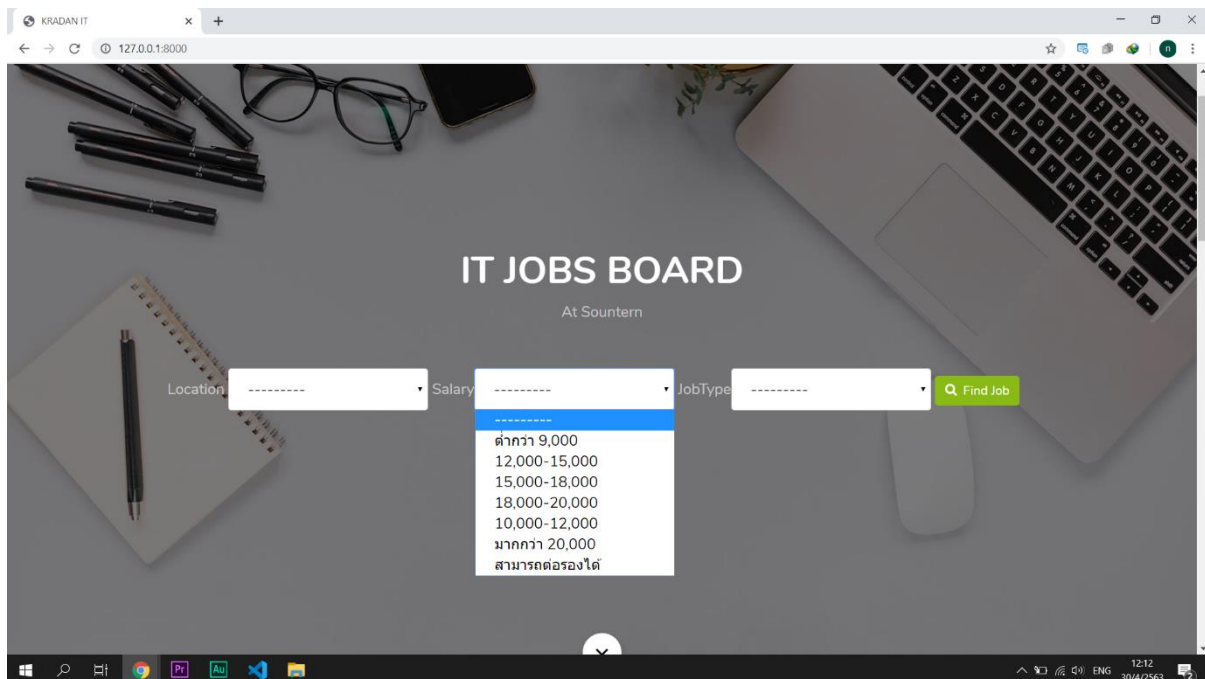 KRADAN IT
127.0.0.1:8000
n
IT JOBS BOARD
At Sountern
Location --------- Salary --------- JobType --------- Find Job
---------
ต่ำกว่า 9,000
12,000-15,000
15,000-18,000
18,000-20,000
10,000-12,000
มากกว่า 20,000
สามารถต่อรองได้
Pr Au ENG 12:12
30/4/2563